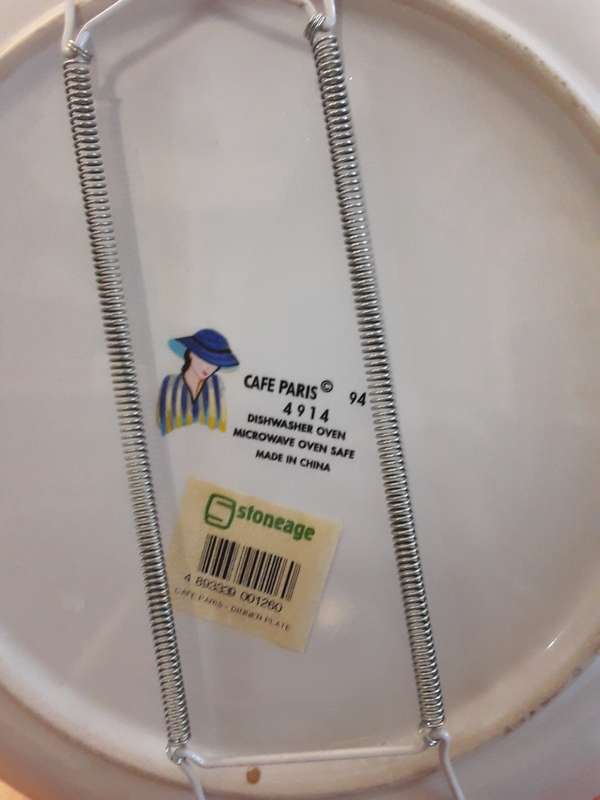 CAFE PARIS© 94
4914
DISHWASHER OVEN
MICROWAVE OVEN SAFE
MADE IN CHINA
stoneage
4 893339 001260
CAFE PARIS - DINNER PLATE